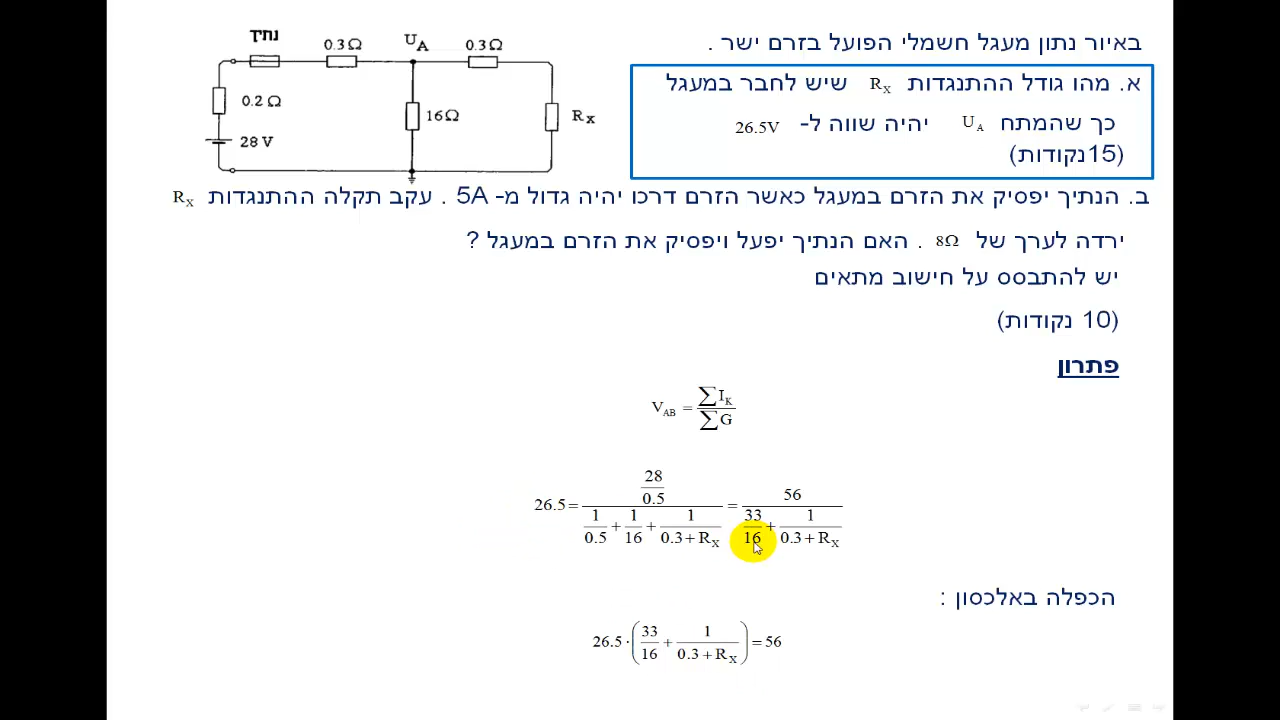 נתיך
0.3Ω
U_A
0.3Ω
0.2Ω
16Ω
R_X
28 V
באיור נתון מעגל חשמלי הפועל בזרם ישר .
א. מהו גודל ההתנגדות R_X שיש לחבר במעגל
כך שהמתח U_A יהיה שווה ל- 26.5V
(15נקודות)
ב. הנתיך יפסיק את הזרם במעגל כאשר הזרם דרכו יהיה גדול מ- 5A . עקב תקלה ההתנגדות R_X
ירדה לערך של 8Ω . האם הנתיך יפעל ויפסיק את הזרם במעגל ?
יש להתבסס על חישוב מתאים
(10 נקודות)
פתרון
V_AB = ∑I_K / ∑G
26.5 = (28/0.5) / (1/0.5 + 1/16 + 1/(0.3+R_X)) = 56 / (33/16 + 1/(0.3+R_X))
הכפלה באלכסון :
26.5·(33/16 + 1/(0.3+R_X)) = 56